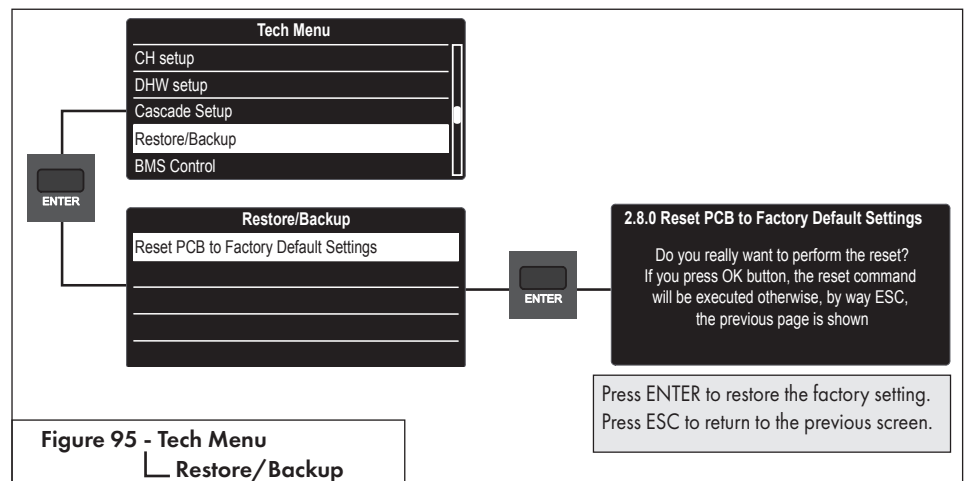 Tech Menu
CH setup
DHW setup
Cascade Setup
Restore/Backup
BMS Control
ENTER
Restore/Backup
Reset PCB to Factory Default Settings
ENTER
2.8.0 Reset PCB to Factory Default Settings
Do you really want to perform the reset?
If you press OK button, the reset command
will be executed otherwise, by way ESC,
the previous page is shown
Press ENTER to restore the factory setting.
Press ESC to return to the previous screen.
Figure 95 - Tech Menu
Restore/Backup